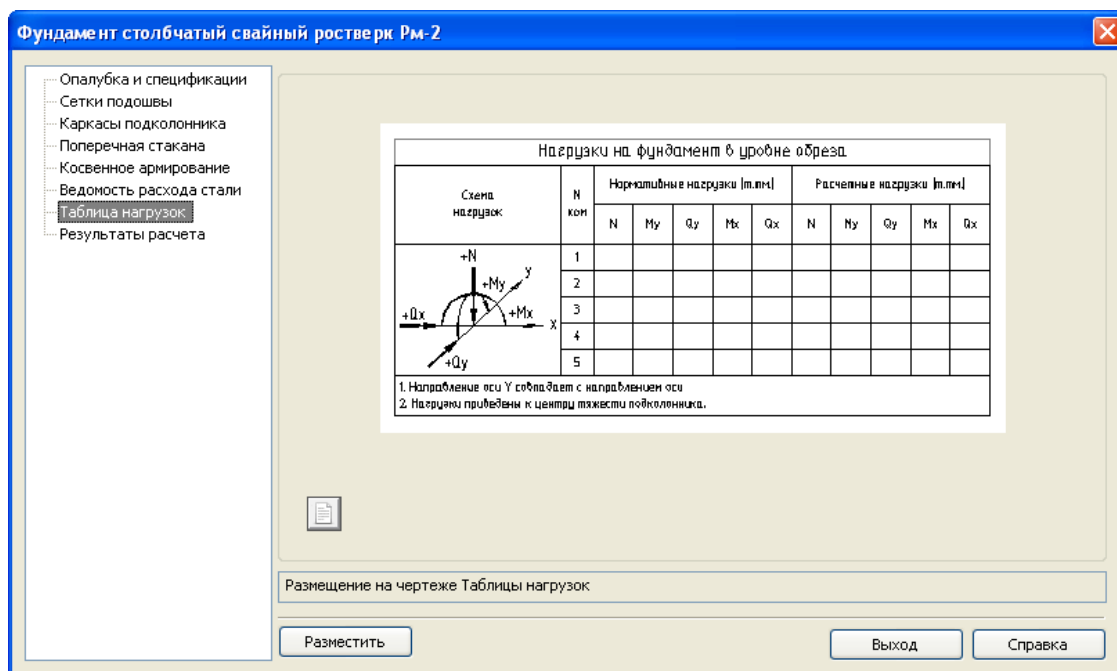 Фундамент столбчатый свайный ростверк Рм-2
Опалубка и спецификации
Сетки подошвы
Каркасы подколонника
Поперечная стакана
Косвенное армирование
Ведомость расхода стали
Таблица нагрузок
Результаты расчета
Нагрузки на фундамент в уровне обреза
Схема
нагрузок
N
ком
Нормативные нагрузки (т.тм.)
Расчетные нагрузки (т.тм.)
N My Qy Mx Qx N My Qy Mx Qx
+N
+My
y
+Qx
+Mx
x
+Qy
1
2
3
4
5
1. Направление оси Y совпадает с направлением оси
2. Нагрузки приведены к центру тяжести подколонника.
Размещение на чертеже Таблицы нагрузок
Разместить
Выход
Справка